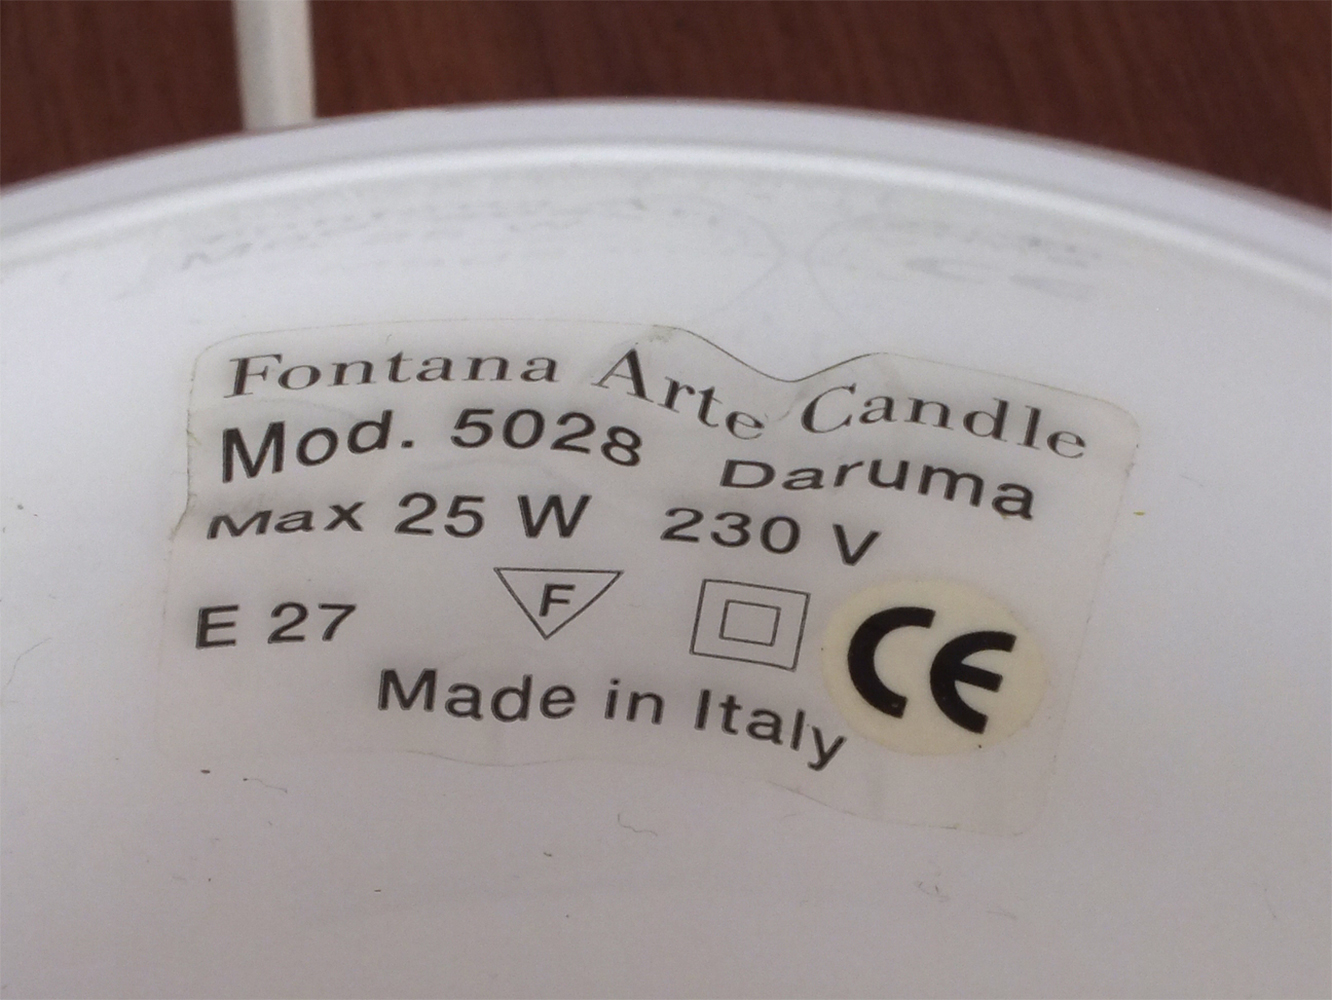 Fontana Arte Candle
Mod. 5028 Daruma
Max 25 W 230 V
E 27 F CE
Made in Italy